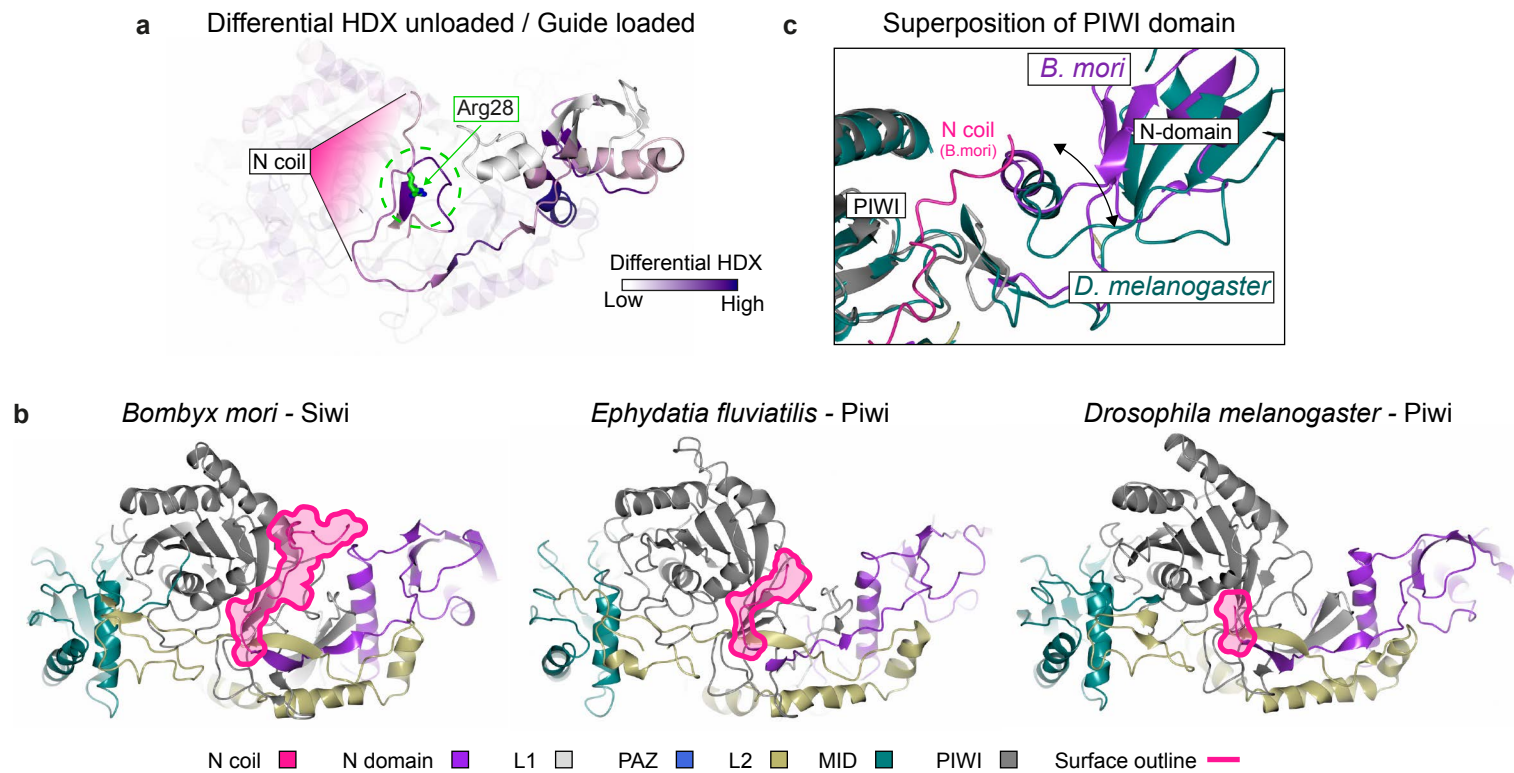 a Differential HDX unloaded / Guide loaded
Arg28
N coil
Differential HDX
Low High
c Superposition of PIWI domain
B. mori
N coil
(B.mori)
N-domain
PIWI
D. melanogaster
b Bombyx mori - Siwi Ephydatia fluviatilis - Piwi Drosophila melanogaster - Piwi
N coil N domain L1 PAZ L2 MID PIWI Surface outline